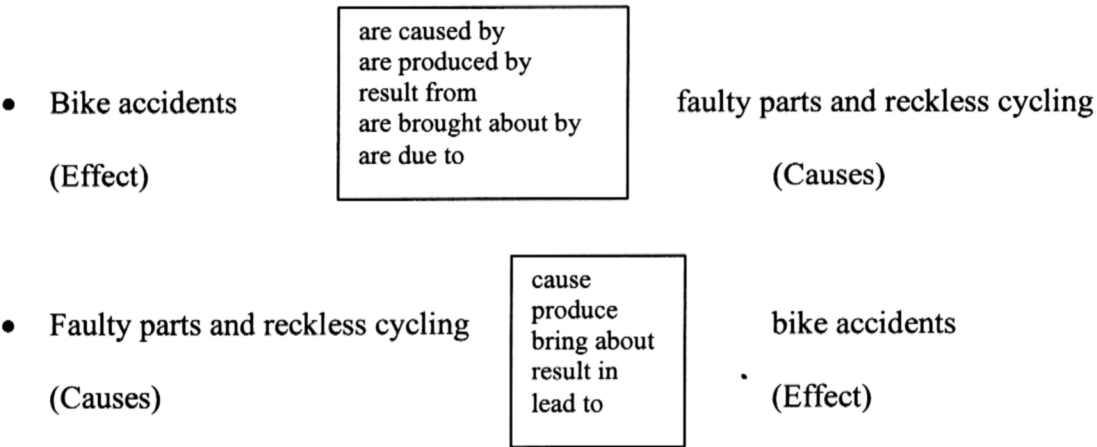 are caused by
are produced by
• Bike accidents result from faulty parts and reckless cycling
are brought about by
are due to
(Effect) (Causes)
cause
produce
• Faulty parts and reckless cycling bring about bike accidents
result in
lead to
(Causes) (Effect)